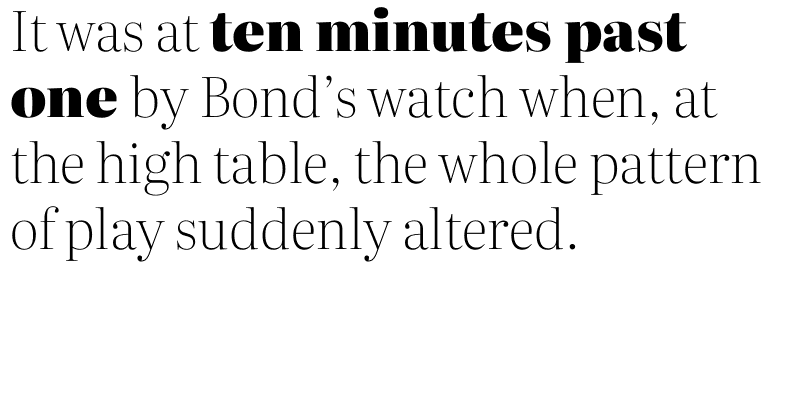 It was at ten minutes past
one by Bond’s watch when, at
the high table, the whole pattern
of play suddenly altered.